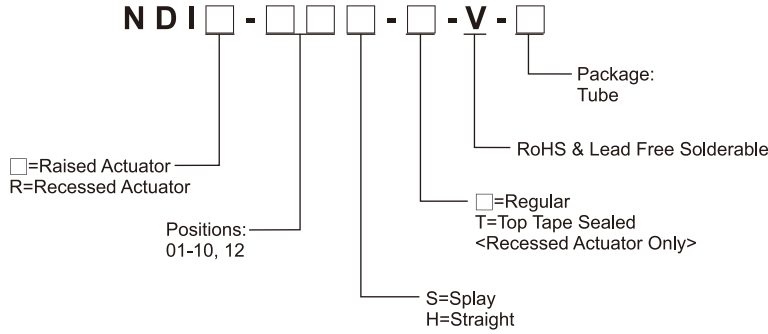 NDI□-□□□-□-V-□
Package:
Tube
RoHS & Lead Free Solderable
□=Raised Actuator
R=Recessed Actuator
□=Regular
T=Top Tape Sealed
<Recessed Actuator Only>
Positions:
01-10, 12
S=Splay
H=Straight